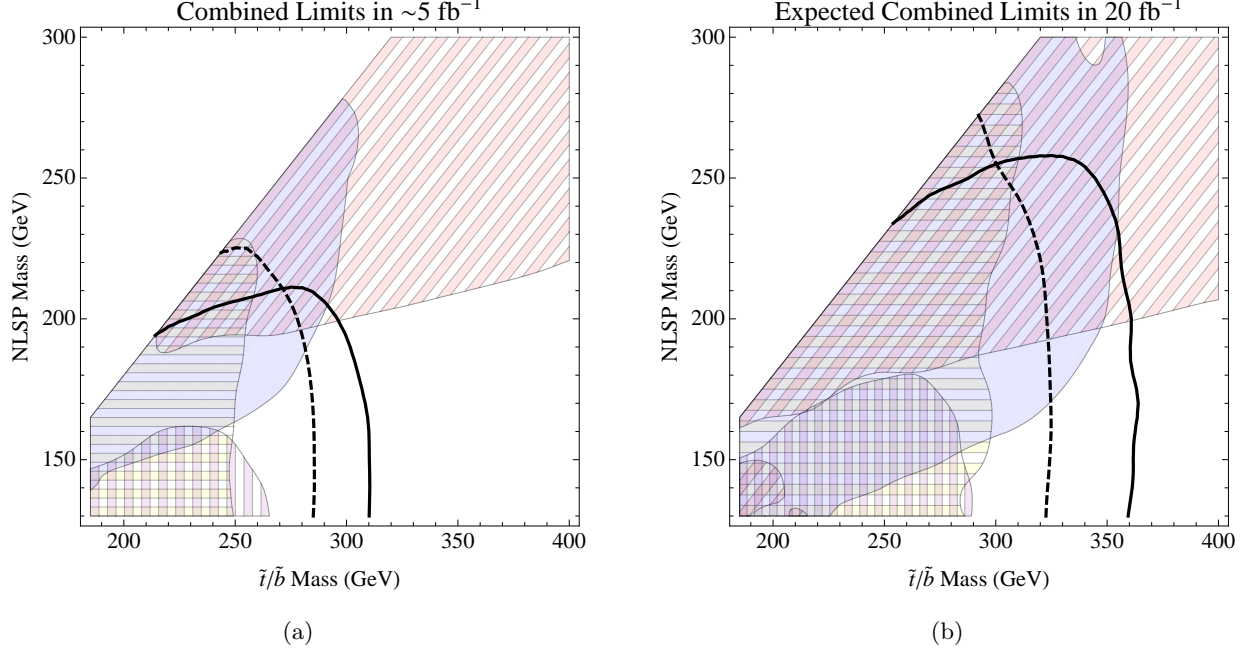 Combined Limits in ~5 fb⁻¹
300
250
200
150
NLSP Mass (GeV)
200 250 300 350 400
t̃/b̃ Mass (GeV)
(a)
Expected Combined Limits in 20 fb⁻¹
300
250
200
150
NLSP Mass (GeV)
200 250 300 350 400
t̃/b̃ Mass (GeV)
(b)